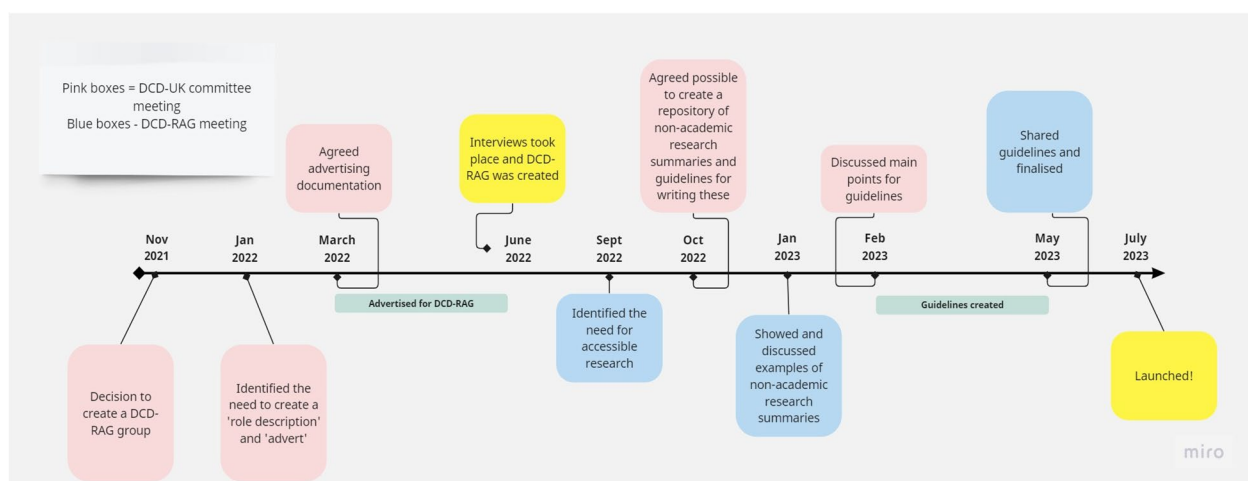 Pink boxes = DCD-UK committee
meeting
Blue boxes - DCD-RAG meeting
Agreed
advertising
documentation
Interviews took
place and DCD-
RAG was created
Agreed possible
to create a
repository of
non-academic
research
summaries and
guidelines for
writing these
Discussed main
points for
guidelines
Shared
guidelines and
finalised
Nov
2021
Jan
2022
March
2022
June
2022
Sept
2022
Oct
2022
Jan
2023
Feb
2023
May
2023
July
2023
Advertised for DCD-RAG
Guidelines created
Decision to
create a DCD-
RAG group
Identified the
need to create a
'role description'
and 'advert'
Identified the
need for
accessible
research
Showed and
discussed
examples of
non-academic
research
summaries
Launched!
miro